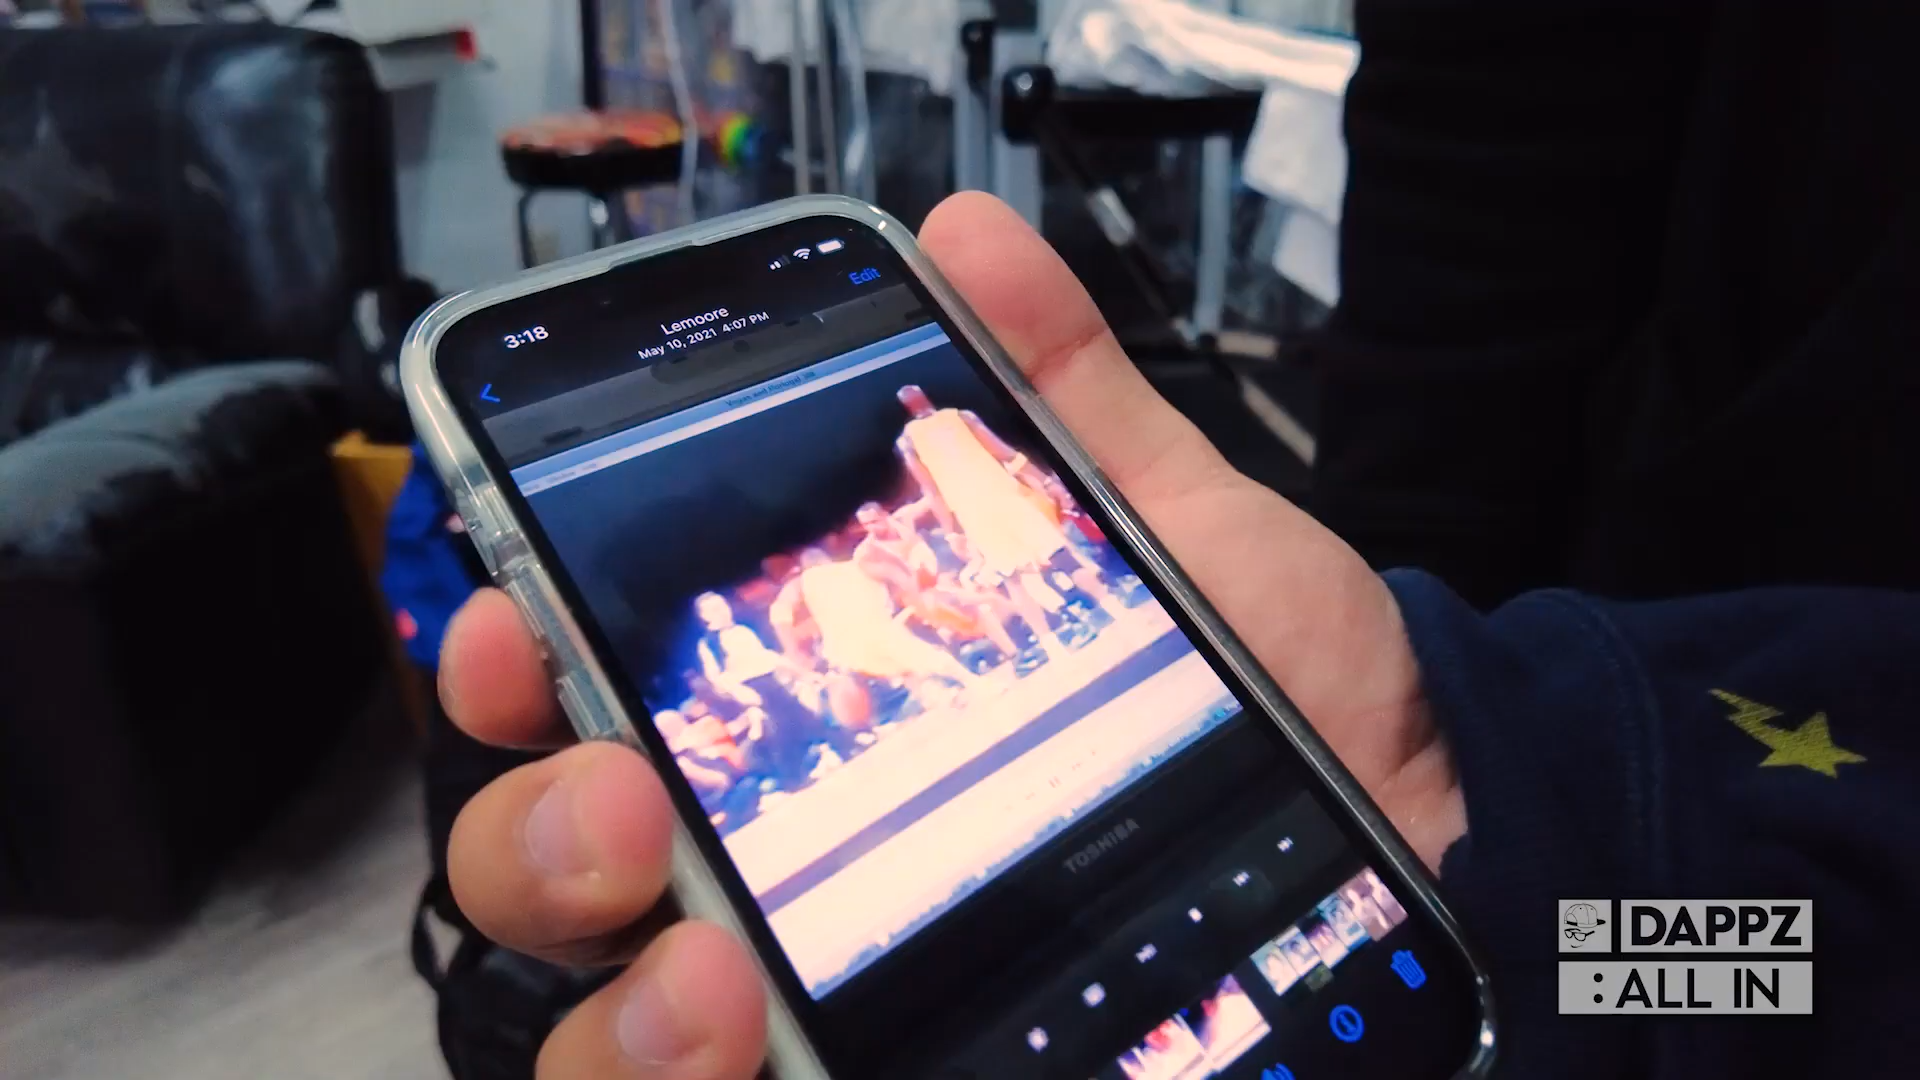 3:18
Lemoore
Edit
May 10, 2021 4:07 PM
TOSHIBA
DAPPZ
:ALL IN